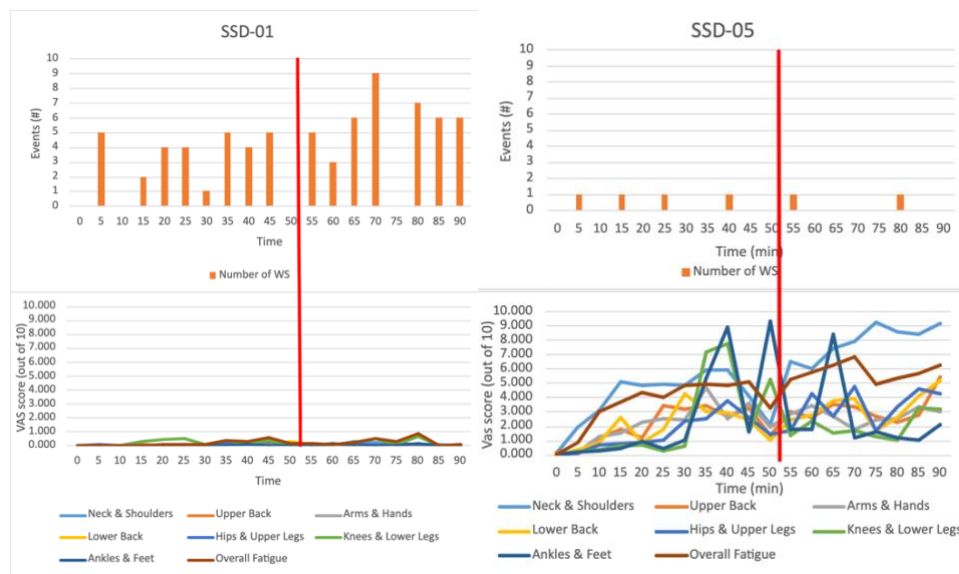 SSD-01
10
9
8
7
6
5
4
3
2
1
0
Events (#)
0 5 10 15 20 25 30 35 40 45 50 55 60 65 70 75 80 85 90
Time
Number of WS
10.000
9.000
8.000
7.000
6.000
5.000
4.000
3.000
2.000
1.000
0.000
VAS score (out of 10)
0 5 10 15 20 25 30 35 40 45 50 55 60 65 70 75 80 85 90
Time
Neck & Shoulders Upper Back Arms & Hands
Lower Back Hips & Upper Legs Knees & Lower Legs
Ankles & Feet Overall Fatigue
SSD-05
10
9
8
7
6
5
4
3
2
1
0
Events (#)
0 5 10 15 20 25 30 35 40 45 50 55 60 65 70 75 80 85 90
Time (min)
Number of WS
10.000
9.000
8.000
7.000
6.000
5.000
4.000
3.000
2.000
1.000
0.000
Vas score (out of 10)
0 5 10 15 20 25 30 35 40 45 50 55 60 65 70 75 80 85 90
Time (min)
Neck & Shoulders Upper Back Arms & Hands
Lower Back Hips & Upper Legs Knees & Lower Legs
Ankles & Feet Overall Fatigue